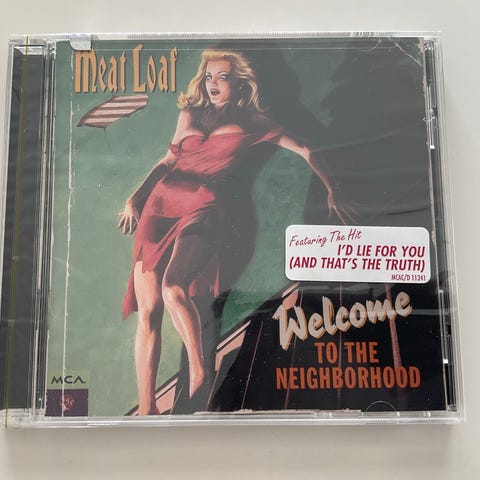 Meat Loaf
Featuring The Hit
I'D LIE FOR YOU
(AND THAT'S THE TRUTH)
MCAC/D 11341
Welcome
TO THE
NEIGHBORHOOD
MCA